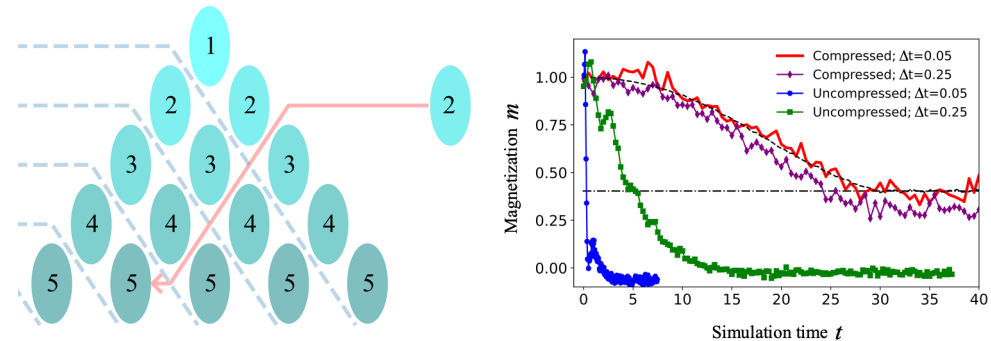 1
2 2 2
3 3 3
4 4 4 4
5 5 5 5 5
Compressed; Δt=0.05
Compressed; Δt=0.25
Uncompressed; Δt=0.05
Uncompressed; Δt=0.25
Magnetization m
1.00
0.75
0.50
0.25
0.00
0 5 10 15 20 25 30 35 40
Simulation time t